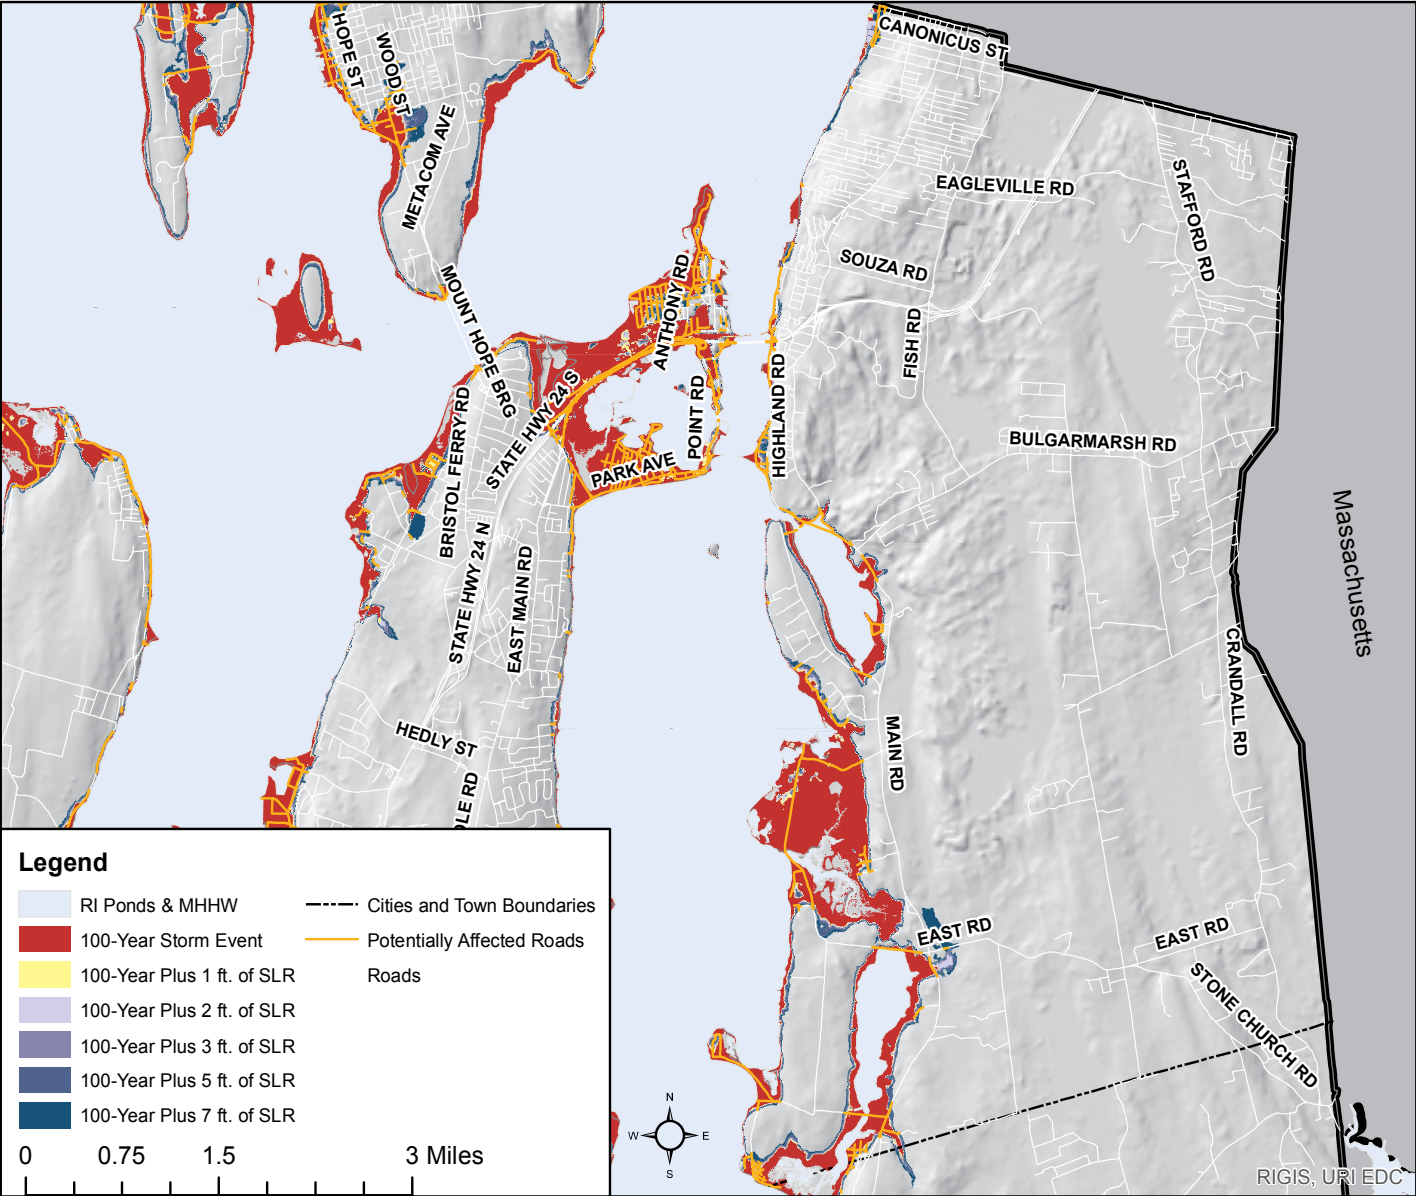 CANONICUS ST
HOPE ST
WOOD ST
METACOM AVE
EAGLEVILLE RD
STAFFORD RD
SOUZA RD
ANTHONY RD
MOUNT HOPE BRG
FISH RD
HIGHLAND RD
POINT RD
STATE HWY 24 S
BRISTOL FERRY RD
PARK AVE
BULGARMARSH RD
Massachusetts
STATE HWY 24 N
EAST MAIN RD
CRANDALL RD
MAIN RD
HEDLY ST
OLE RD
EAST RD
EAST RD
STONE CHURCH RD
Legend
RI Ponds & MHHW
100-Year Storm Event
100-Year Plus 1 ft. of SLR
100-Year Plus 2 ft. of SLR
100-Year Plus 3 ft. of SLR
100-Year Plus 5 ft. of SLR
100-Year Plus 7 ft. of SLR
Cities and Town Boundaries
Potentially Affected Roads
Roads
0 0.75 1.5 3 Miles
N
W E
S
RIGIS, URI EDC